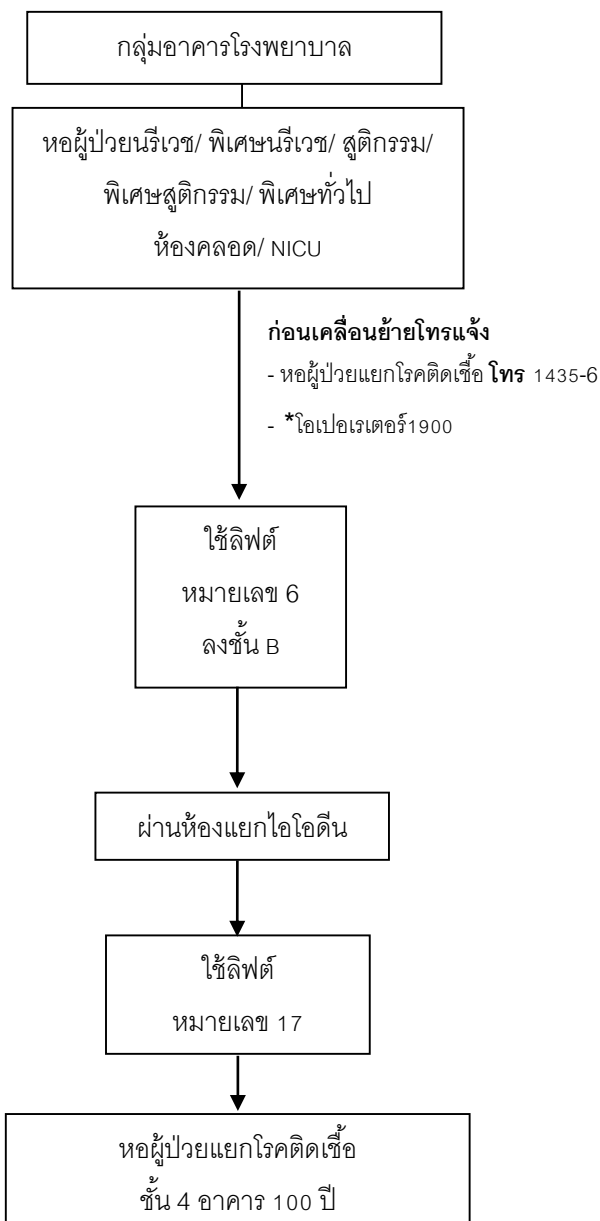 กลุ่มอาคารโรงพยาบาล
หอผู้ป่วยนรีเวช/ พิเศษนรีเวช/ สูติกรรม/
พิเศษสูติกรรม/ พิเศษทั่วไป
ห้องคลอด/ NICU
ก่อนเคลื่อนย้ายโทรแจ้ง
- หอผู้ป่วยแยกโรคติดเชื้อ โทร 1435-6
- *โอเปอเรเตอร์1900
ใช้ลิฟต์
หมายเลข 6
ลงชั้น B
ผ่านห้องแยกไอโอดีน
ใช้ลิฟต์
หมายเลข 17
หอผู้ป่วยแยกโรคติดเชื้อ
ชั้น 4 อาคาร 100 ปี